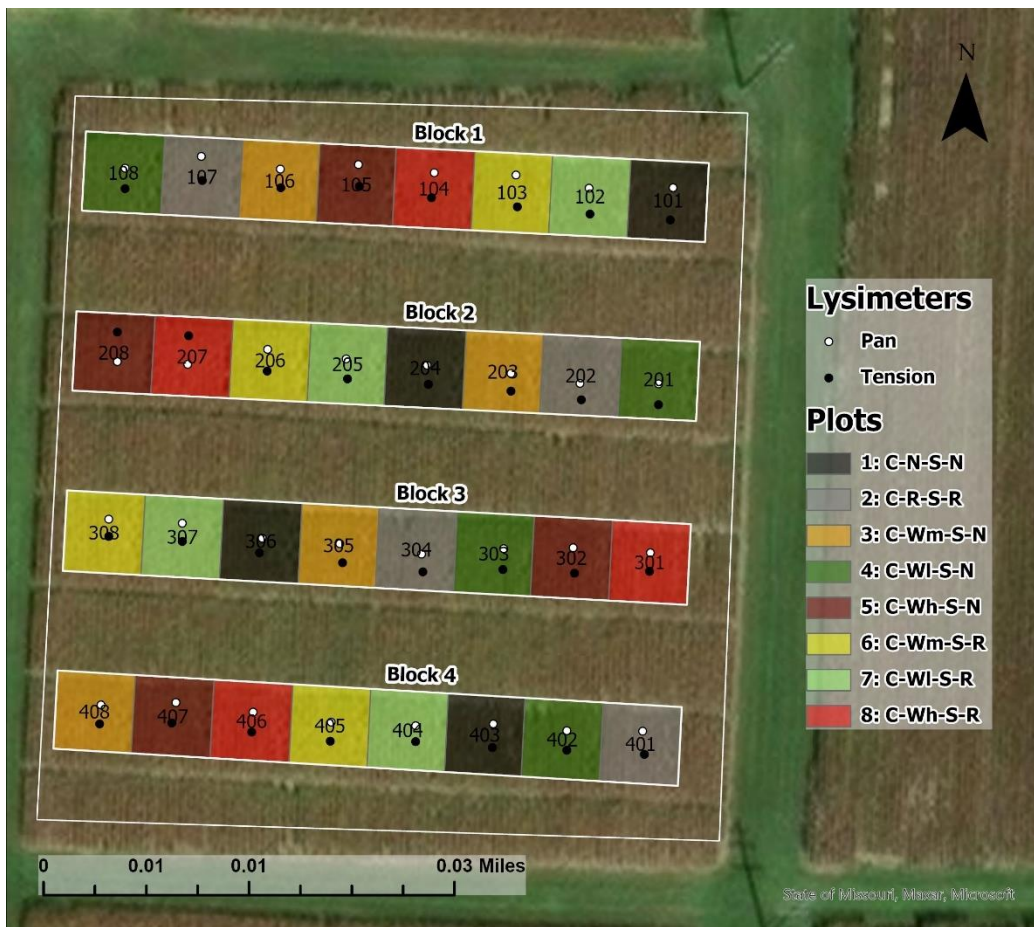 N
Block 1
108 107 106 105 104 103 102 101
Block 2
208 207 206 205 204 203 202 201
Block 3
308 307 306 305 304 303 302 301
Block 4
408 407 406 405 404 403 402 401
Lysimeters
Pan
Tension
Plots
1: C-N-S-N
2: C-R-S-R
3: C-Wm-S-N
4: C-Wl-S-N
5: C-Wh-S-N
6: C-Wm-S-R
7: C-Wl-S-R
8: C-Wh-S-R
0 0.01 0.01 0.03 Miles
State of Missouri, Maxar, Microsoft